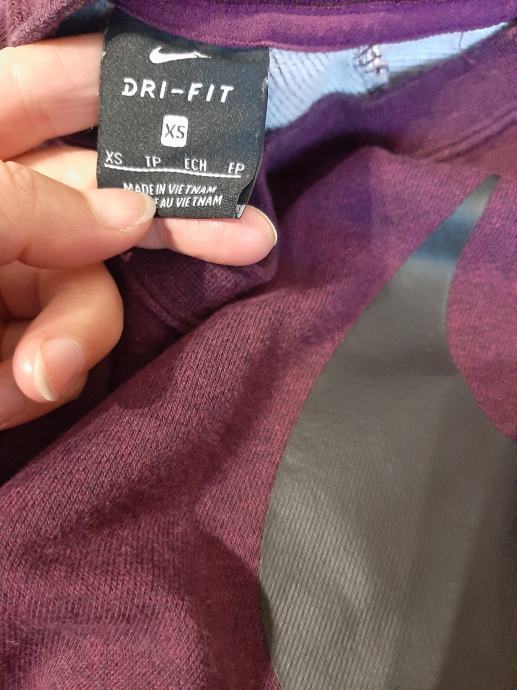 DRI-FIT
XS
XS TP ECH EP
MADE IN VIETNAM
AU VIETNAM